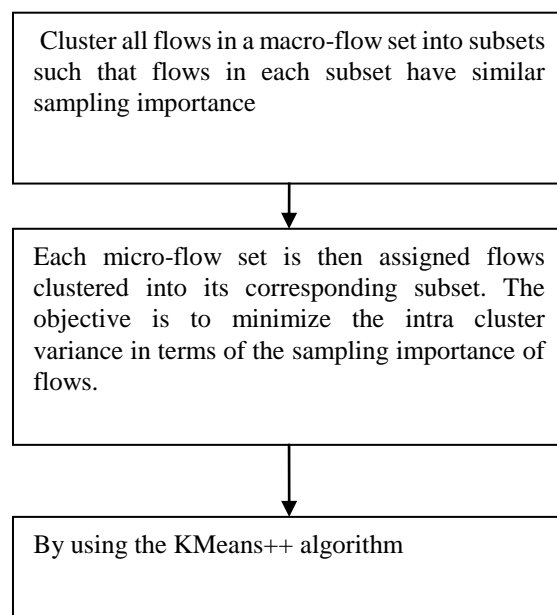 Cluster all flows in a macro-flow set into subsets
such that flows in each subset have similar
sampling importance
Each micro-flow set is then assigned flows
clustered into its corresponding subset. The
objective is to minimize the intra cluster
variance in terms of the sampling importance of
flows.
By using the KMeans++ algorithm